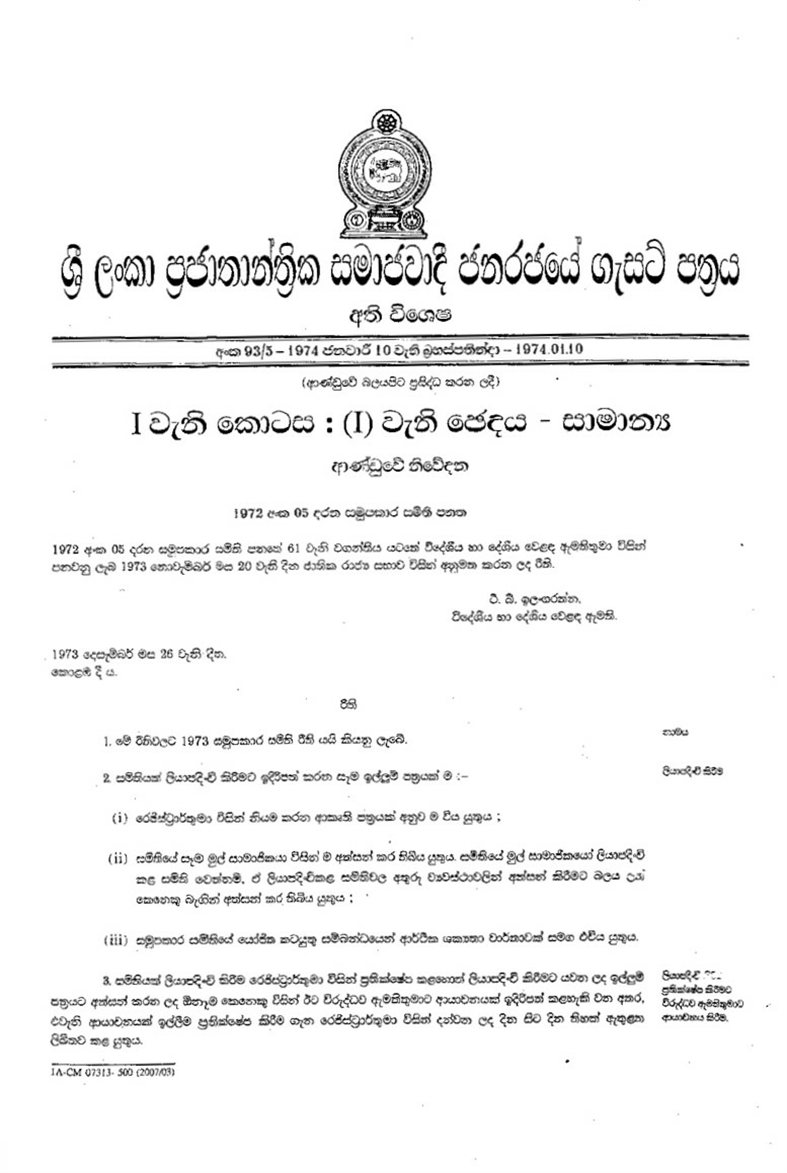 ශ්‍රී ලංකා ප්‍රජාතාන්ත්‍රික සමාජවාදී ජනරජයේ ගැසට් පත්‍රය
අති විශෙෂ
අංක 93/5 – 1974 ජනවාරි 10 වැනි බ්‍රහස්පතින්දා – 1974.01.10
(ආණ්ඩුවේ බලයපිට ප්‍රසිද්ධ කරන ලදී)
I වැනි කොටස : (I) වැනි ඡෙදය - සාමාන්‍ය
ආණ්ඩුවේ නිවේදන
1972 අංක 05 දරන සමුපකාර සමිති පනත
1972 අංක 05 දරන සමුපකාර සමිති පනතේ 61 වැනි වගන්තිය යටතේ විදේශීය හා දේශීය වෙළඳ ඇමතිතුමා විසින්
පනවනු ලැබ 1973 නොවැම්බර් මස 20 වැනි දින ජාතික රාජ්‍ය සභාව විසින් අනුමත කරන ලද රීති.
ටී. බී. ඉලංගරත්න,
විදේශීය හා දේශීය වෙළඳ ඇමති.
1973 දෙසැම්බර් මස 26 වැනි දින.
කොළඹ දී ය.
රීති
1. මේ රීතිවලට 1973 සමුපකාර සමිති රීති යයි කියනු ලැබේ.
නාමය
2. සමිතියක් ලියාපදිංචි කිරීමට ඉදිරිපත් කරන සෑම ඉල්ලුම් පත්‍රයක් ම :–
ලියාපදිංචි කිරීම
(i) රෙජිස්ට්‍රාර්තුමා විසින් නියම කරන ආකෘති පත්‍රයක් අනුව ම විය යුතුය ;
(ii) සමිතියේ සෑම මුල් සාමාජිකයා විසින් ම අත්සන් කර තිබිය යුතුය. සමිතියේ මුල් සාමාජිකයෝ ලියාපදිංචි
කළ සමිති වෙත්නම්, ඒ ලියාපදිංචිකළ සමිතිවල අතුරු ව්‍යවස්ථාවලින් අත්සන් කිරීමට බලය ලත්
කෙනෙකු බැගින් අත්සන් කර තිබිය යුතුය ;
(iii) සමුපකාර සමිතියේ යෝජිත කටයුතු සම්බන්ධයෙන් ආර්ථික ශක්‍යතා වාර්තාවක් සමග එවිය යුතුය.
3. සමිතියක් ලියාපදිංචි කිරීම රෙජිස්ට්‍රාර්තුමා විසින් ප්‍රතික්ෂේප කළහොත් ලියාපදිංචි කිරීමට යවන ලද ඉල්ලුම්
පත්‍රයට අත්සන් කරන ලද ඕනෑම කෙනෙකු විසින් ඊට විරුද්ධව ඇමතිතුමාට ආයාචනයක් ඉදිරිපත් කළහැකි වන අතර,
එවැනි ආයාචනයක් ඉල්ලීම ප්‍රතික්ෂේප කිරීම ගැන රෙජිස්ට්‍රාර්තුමා විසින් දන්වන ලද දින සිට දින තිහක් ඇතුළත
ලිඛිතව කළ යුතුය.
ලියාපදිංචි
ප්‍රතික්ෂේප කිරීමට
විරුද්ධව ඇමතිතුමාට
ආයාචනය කිරීම.
1A-CM 07313- 500 (2007/03)